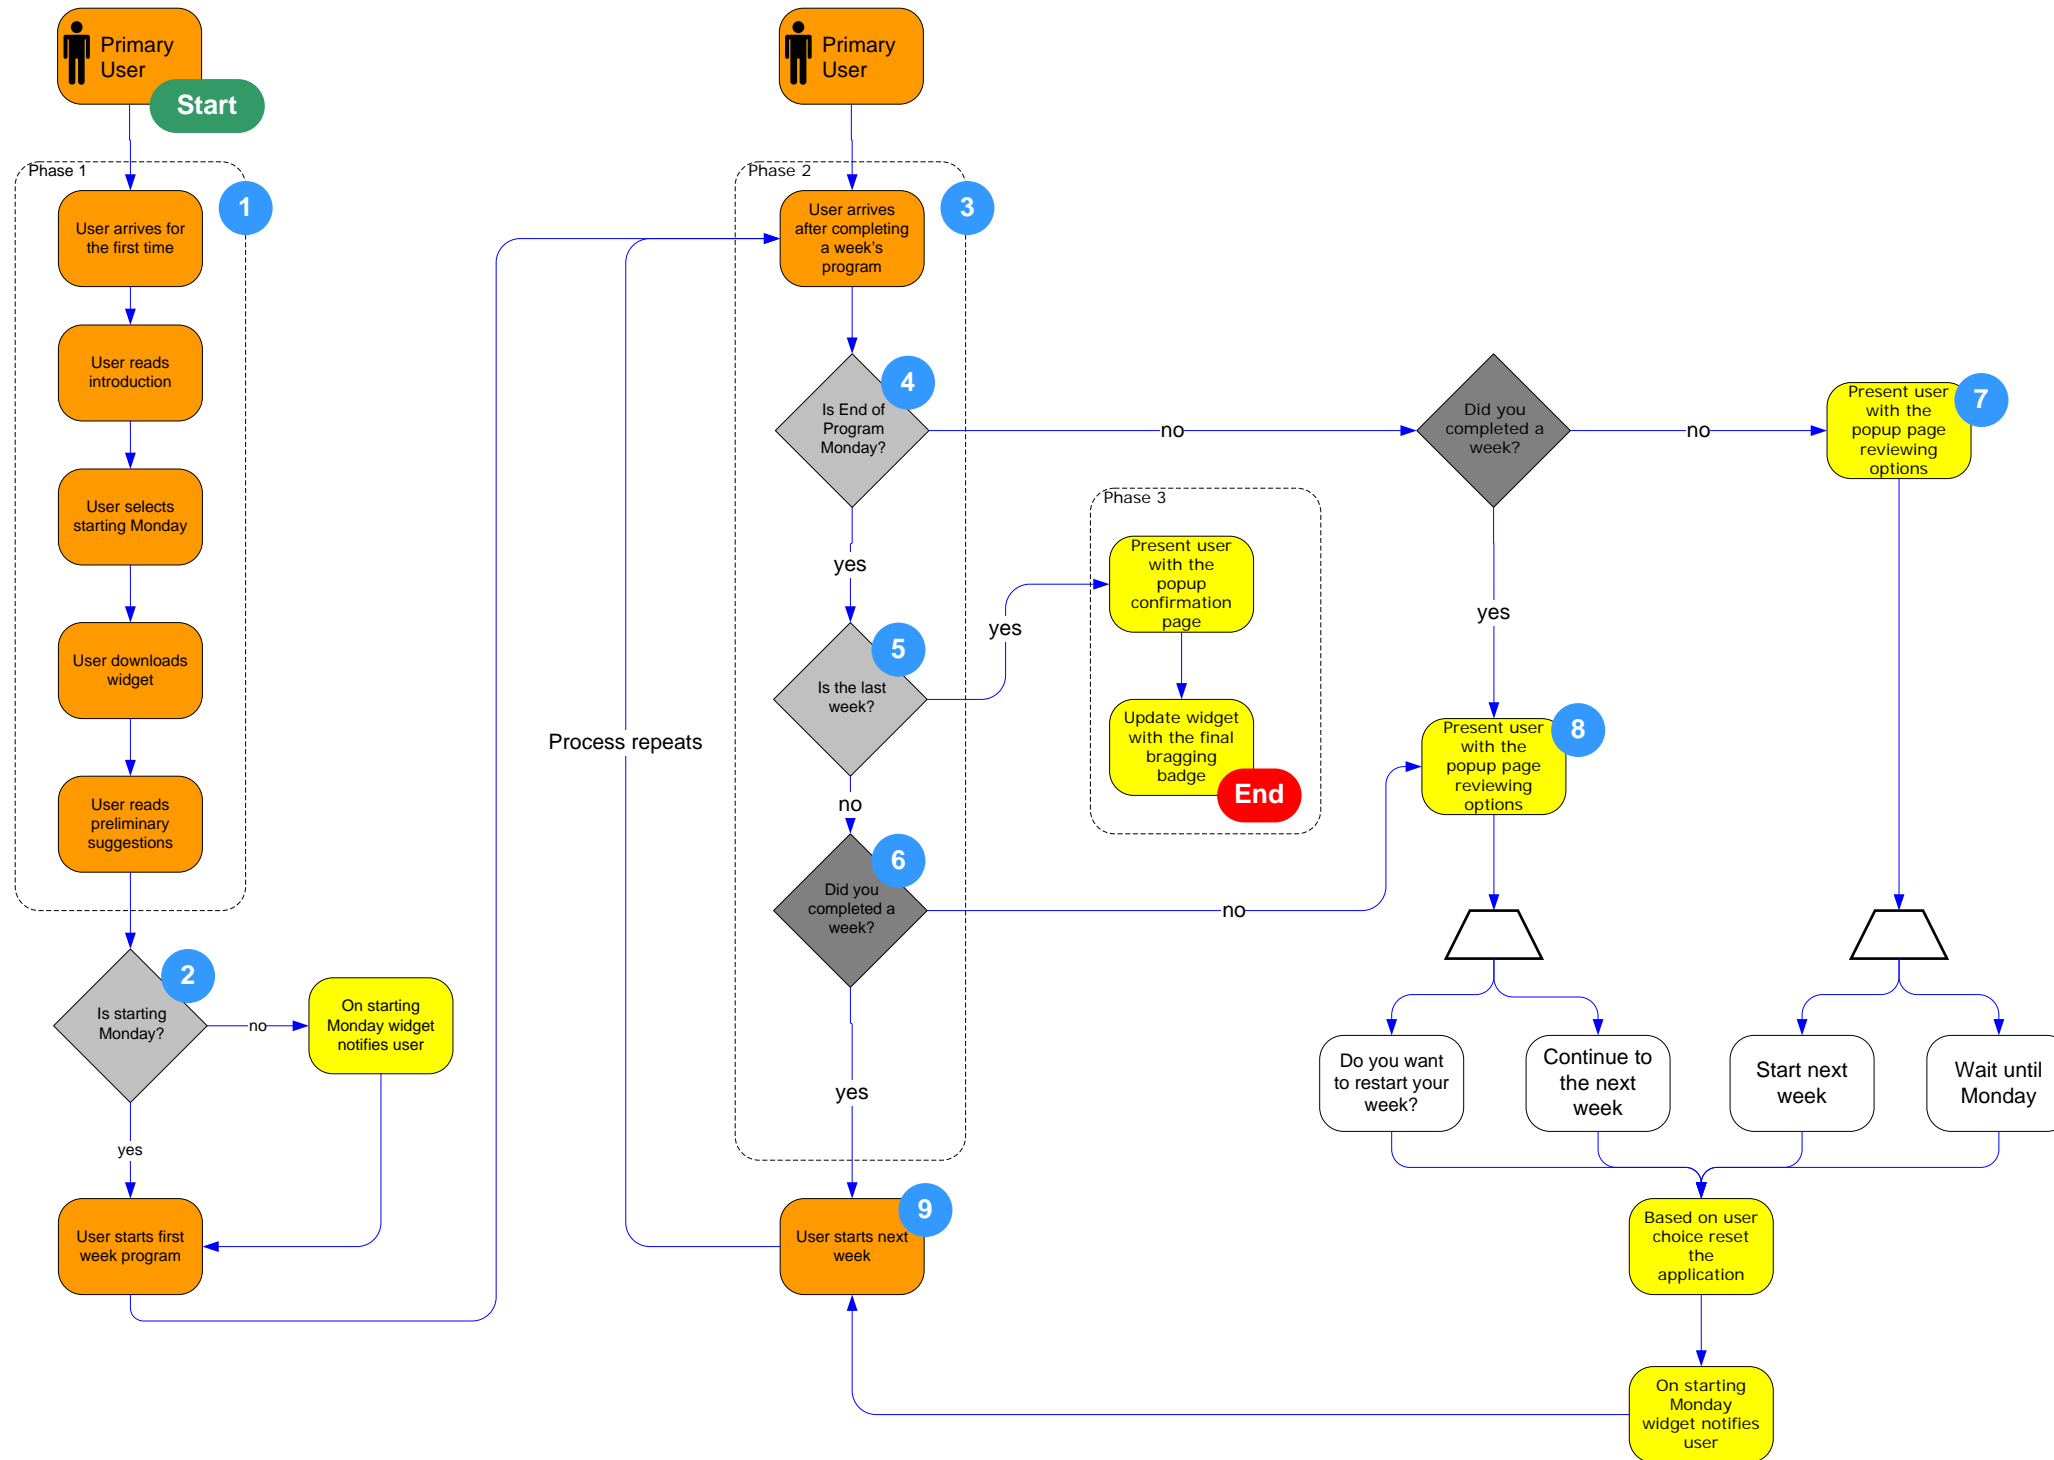 Primary
User
Start
Phase 1
1
User arrives for
the first time
User reads
introduction
User selects
starting Monday
User downloads
widget
User reads
preliminary
suggestions
2
Is starting
Monday?
no
On starting
Monday widget
notifies user
yes
User starts first
week program
Process repeats
Primary
User
Phase 2
3
User arrives
after completing
a week's
program
4
Is End of
Program
Monday?
no
yes
5
Is the last
week?
yes
no
6
Did you
completed a
week?
no
yes
9
User starts next
week
Phase 3
Present user
with the
popup
confirmation
page
Update widget
with the final
bragging
badge
End
Did you
completed a
week?
no
yes
7
Present user
with the
popup page
reviewing
options
8
Present user
with the
popup page
reviewing
options
Do you want
to restart your
week?
Continue to
the next
week
Start next
week
Wait until
Monday
Based on user
choice reset
the
application
On starting
Monday
widget notifies
user